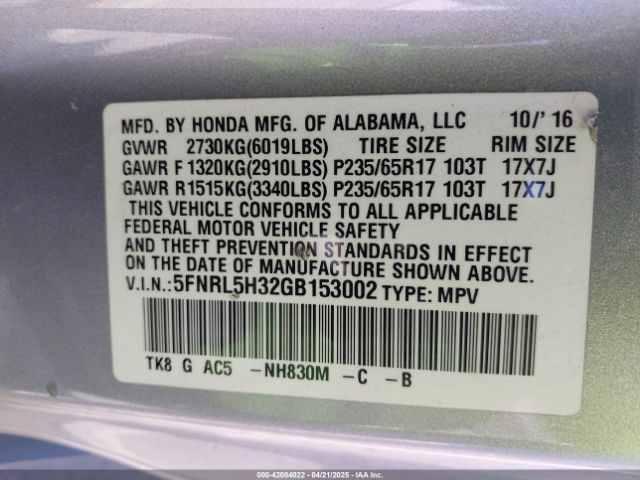 MFD. BY HONDA MFG. OF ALABAMA, LLC 10/'16
GVWR 2730KG(6019LBS) TIRE SIZE RIM SIZE
GAWR F 1320KG(2910LBS) P235/65R17 103T 17X7J
GAWR R1515KG(3340LBS) P235/65R17 103T 17X7J
THIS VEHICLE CONFORMS TO ALL APPLICABLE
FEDERAL MOTOR VEHICLE SAFETY
AND THEFT PREVENTION STANDARDS IN EFFECT
ON THE DATE OF MANUFACTURE SHOWN ABOVE.
V.I.N.:5FNRL5H32GB153002 TYPE: MPV
TK8 G AC5 -NH830M -C -B
000-42084022 04/21/2025 - IAAI.com